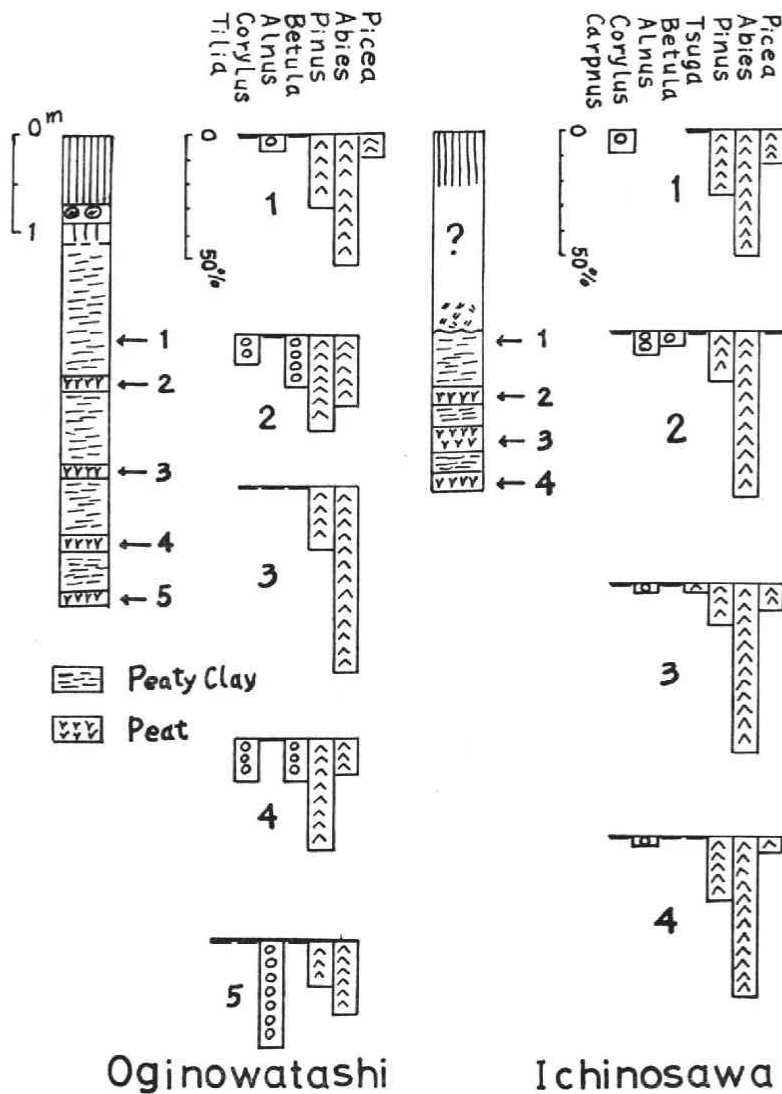 Picea
Abies
Pinus
Betula
Alnus
Corylus
Tilia
Picea
Abies
Pinus
Tsuga
Betula
Alnus
Corylus
Carpnus
0 m
1
0
50%
1
2
3
4
5
1
2
3
4
5
?
1
2
3
4
0
50%
1
2
3
4
Peaty Clay
Peat
Oginowatashi
Ichinosawa